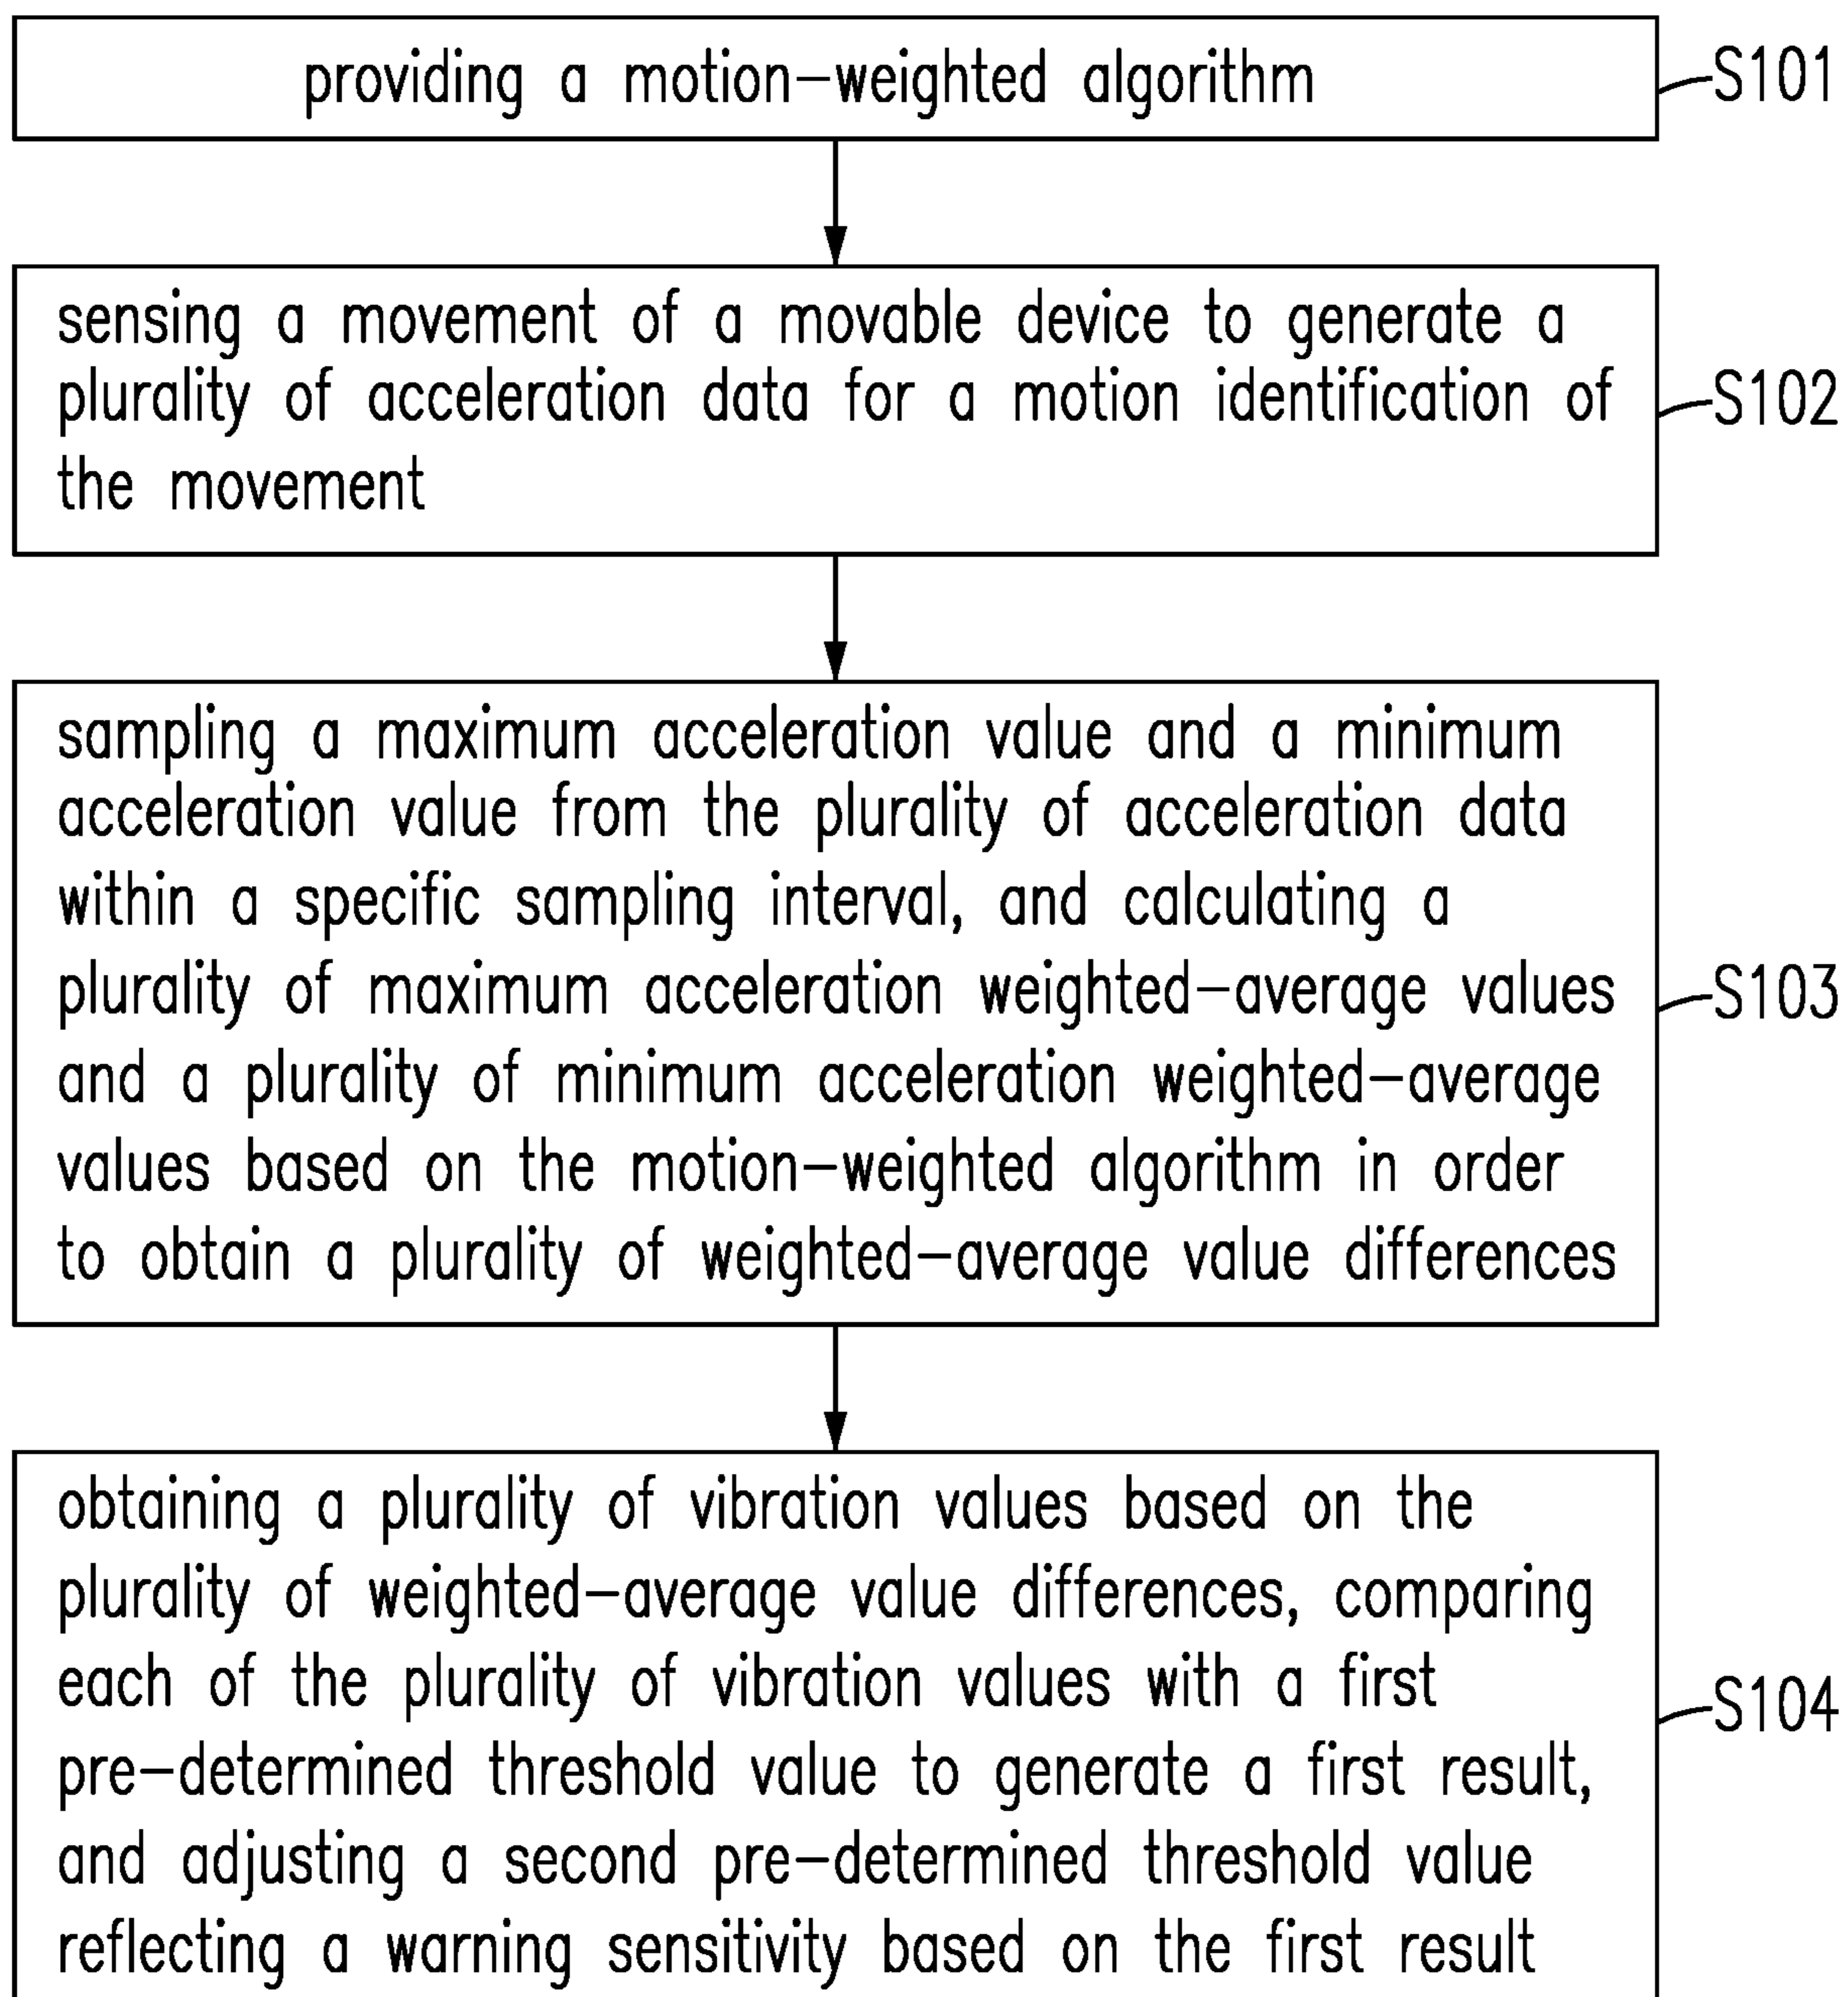 providing a motion-weighted algorithm
S101
sensing a movement of a movable device to generate a
plurality of acceleration data for a motion identification of
the movement
S102
sampling a maximum acceleration value and a minimum
acceleration value from the plurality of acceleration data
within a specific sampling interval, and calculating a
plurality of maximum acceleration weighted-average values
and a plurality of minimum acceleration weighted-average
values based on the motion-weighted algorithm in order
to obtain a plurality of weighted-average value differences
S103
obtaining a plurality of vibration values based on the
plurality of weighted-average value differences, comparing
each of the plurality of vibration values with a first
pre-determined threshold value to generate a first result,
and adjusting a second pre-determined threshold value
reflecting a warning sensitivity based on the first result
S104